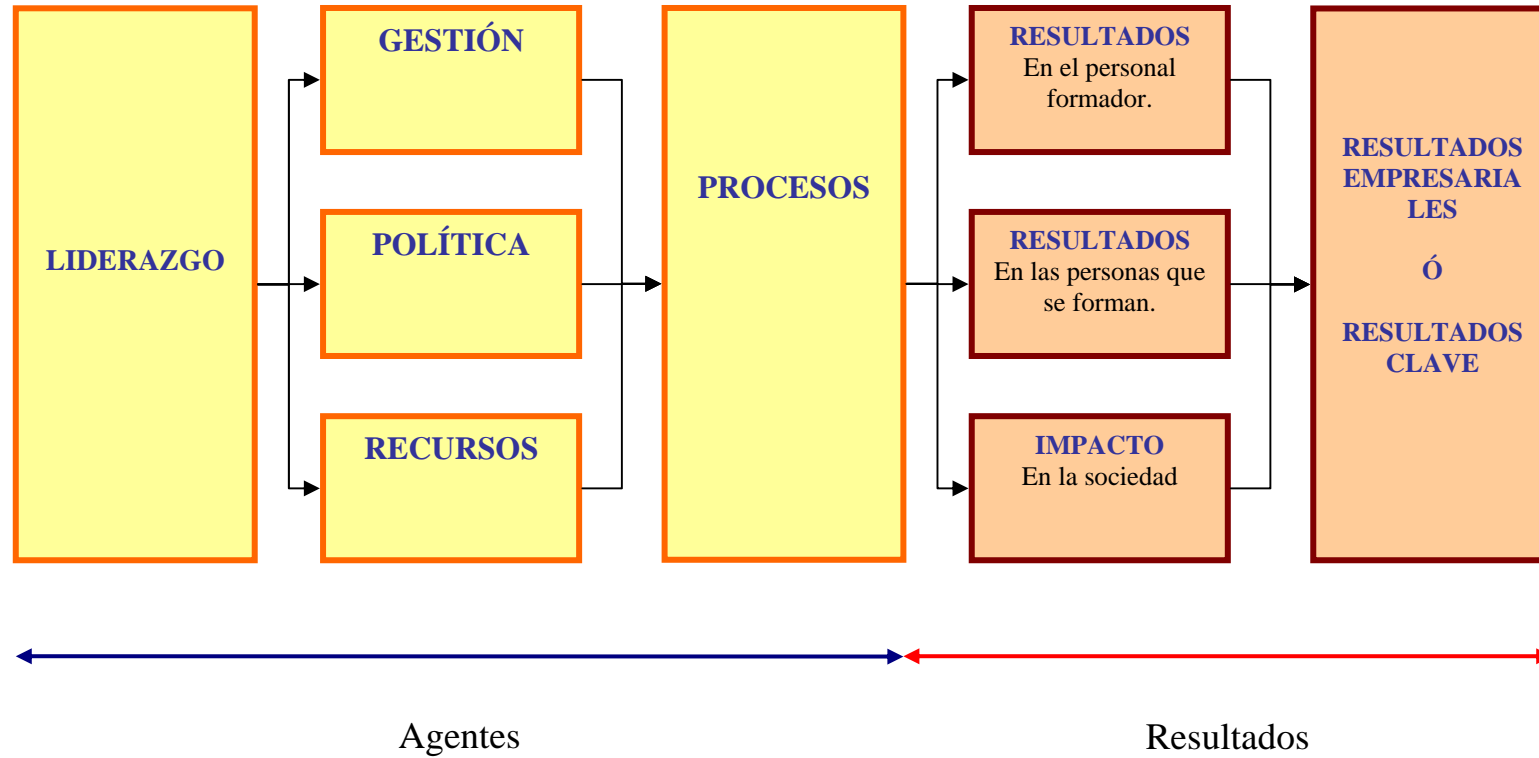 LIDERAZGO
GESTIÓN
POLÍTICA
RECURSOS
PROCESOS
RESULTADOS
En el personal
formador.
RESULTADOS
En las personas que
se forman.
IMPACTO
En la sociedad
RESULTADOS
EMPRESARIA
LES
Ó
RESULTADOS
CLAVE
Agentes
Resultados